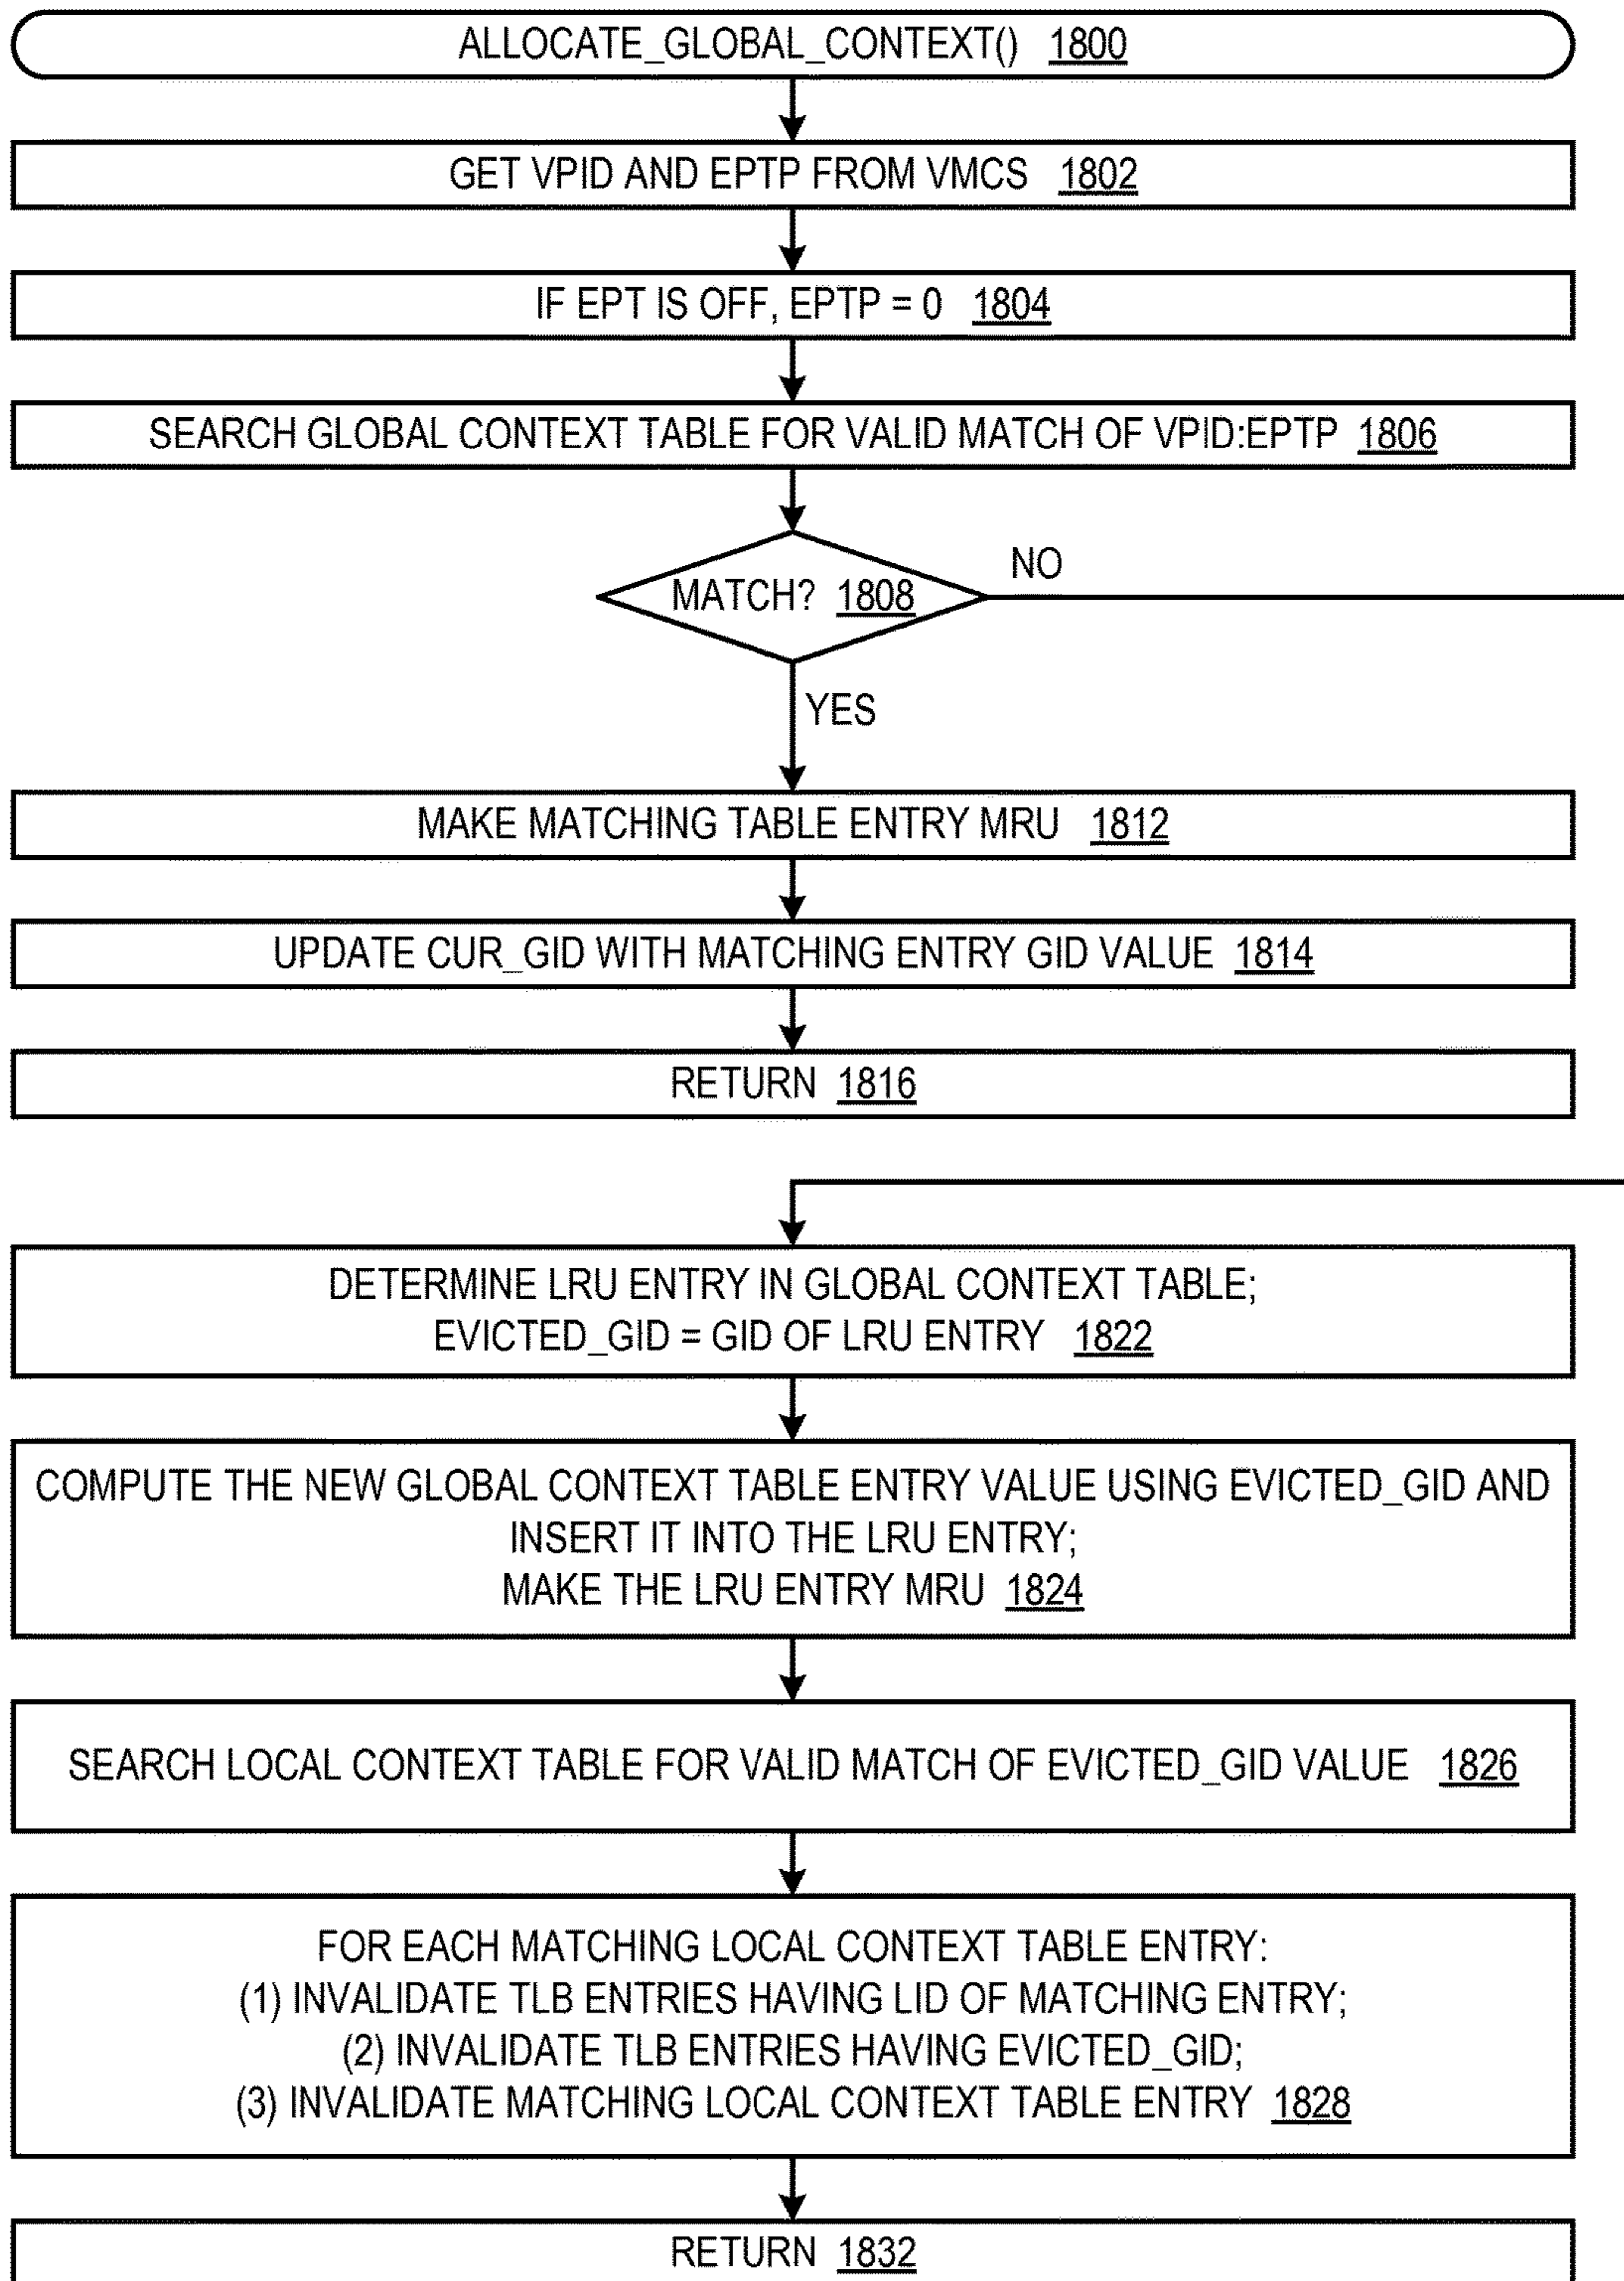 ALLOCATE_GLOBAL_CONTEXT() 1800
GET VPID AND EPTP FROM VMCS 1802
IF EPT IS OFF, EPTP = 0 1804
SEARCH GLOBAL CONTEXT TABLE FOR VALID MATCH OF VPID:EPTP 1806
NO
MATCH? 1808
YES
MAKE MATCHING TABLE ENTRY MRU 1812
UPDATE CUR_GID WITH MATCHING ENTRY GID VALUE 1814
RETURN 1816
DETERMINE LRU ENTRY IN GLOBAL CONTEXT TABLE;
EVICTED_GID = GID OF LRU ENTRY 1822
COMPUTE THE NEW GLOBAL CONTEXT TABLE ENTRY VALUE USING EVICTED_GID AND
INSERT IT INTO THE LRU ENTRY;
MAKE THE LRU ENTRY MRU 1824
SEARCH LOCAL CONTEXT TABLE FOR VALID MATCH OF EVICTED_GID VALUE 1826
FOR EACH MATCHING LOCAL CONTEXT TABLE ENTRY:
(1) INVALIDATE TLB ENTRIES HAVING LID OF MATCHING ENTRY;
(2) INVALIDATE TLB ENTRIES HAVING EVICTED_GID;
(3) INVALIDATE MATCHING LOCAL CONTEXT TABLE ENTRY 1828
RETURN 1832